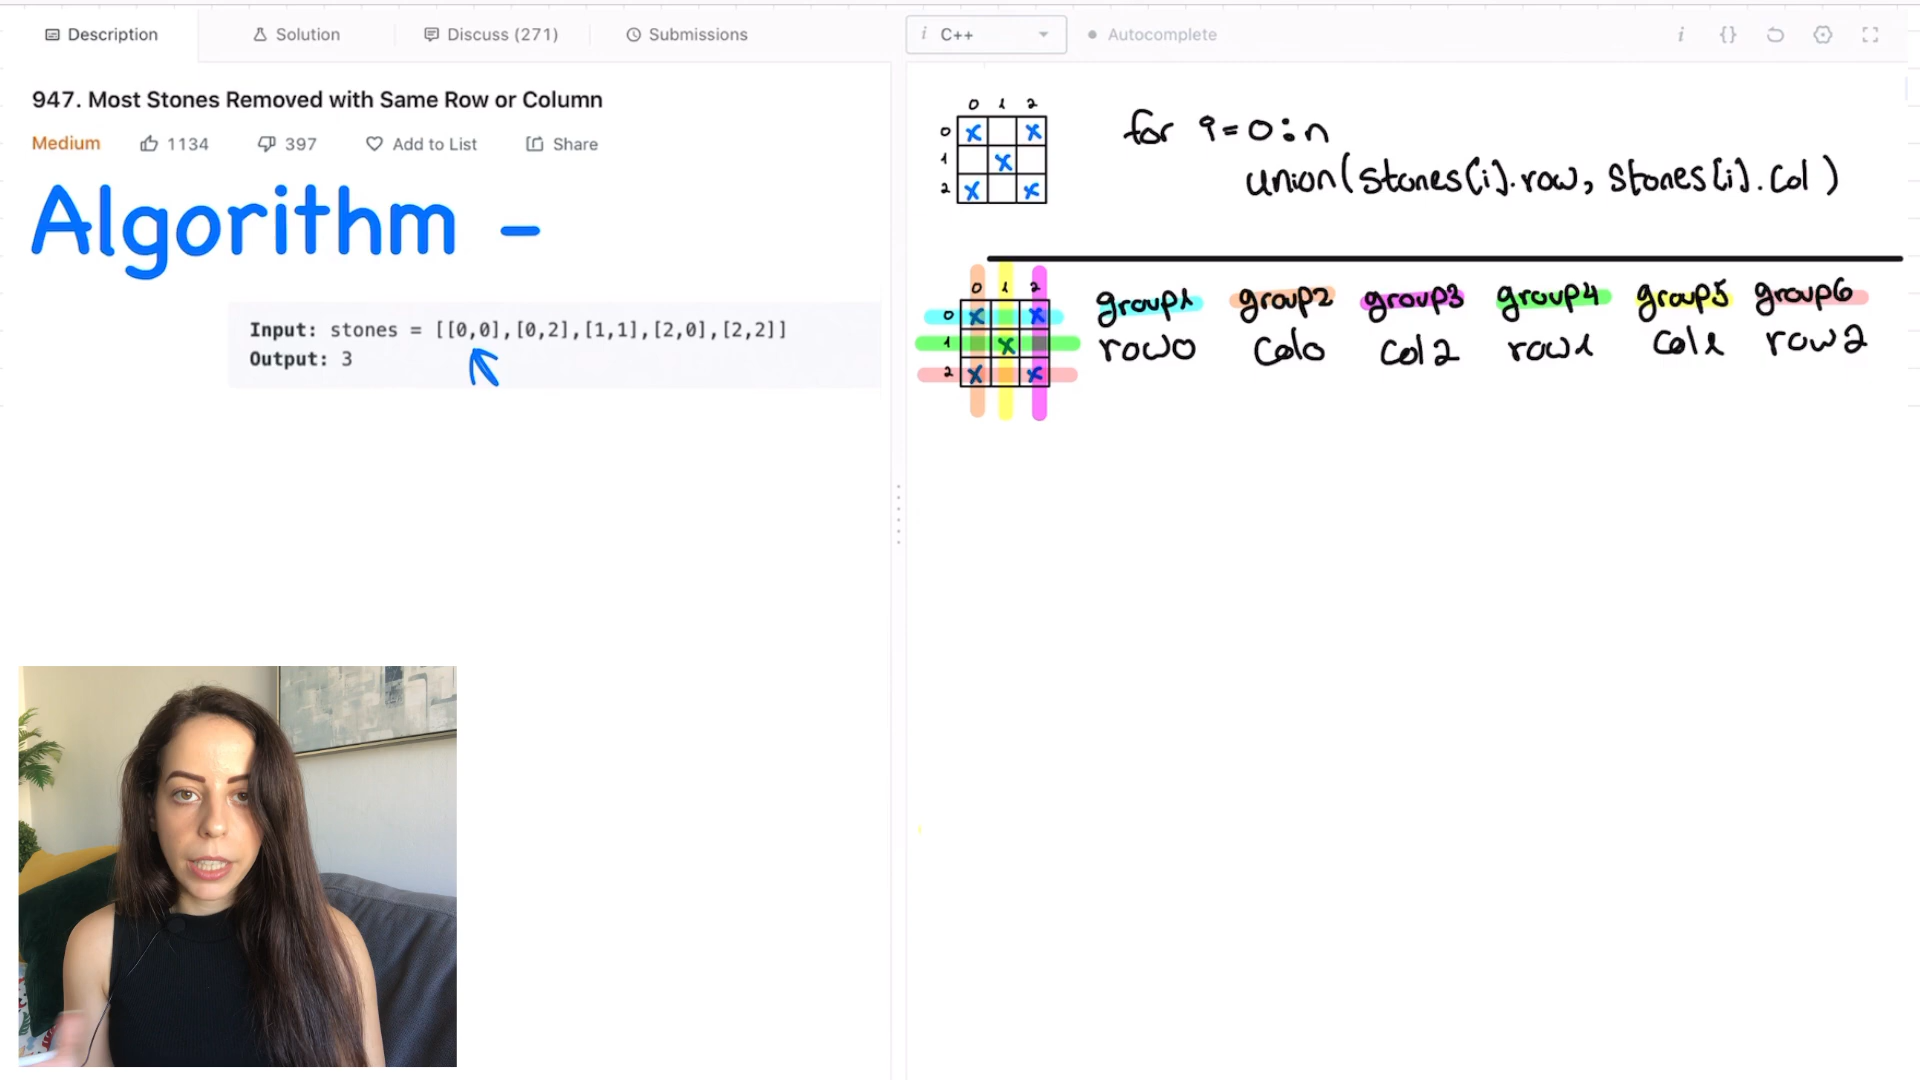 Description
Solution
Discuss (271)
Submissions
i C++
Autocomplete
i {}
947. Most Stones Removed with Same Row or Column
Medium 1134 397 Add to List Share
Algorithm -
Input: stones = [[0,0],[0,2],[1,1],[2,0],[2,2]]
Output: 3
0 1 2
0 x x
1 x
2 x x
for i=0:n
union(stones[i].row, stones[i].col)
0 1 2
0 x x
1 x
2 x x
group1 group2 group3 group4 group5 group6
row0 col0 col2 row1 col1 row2